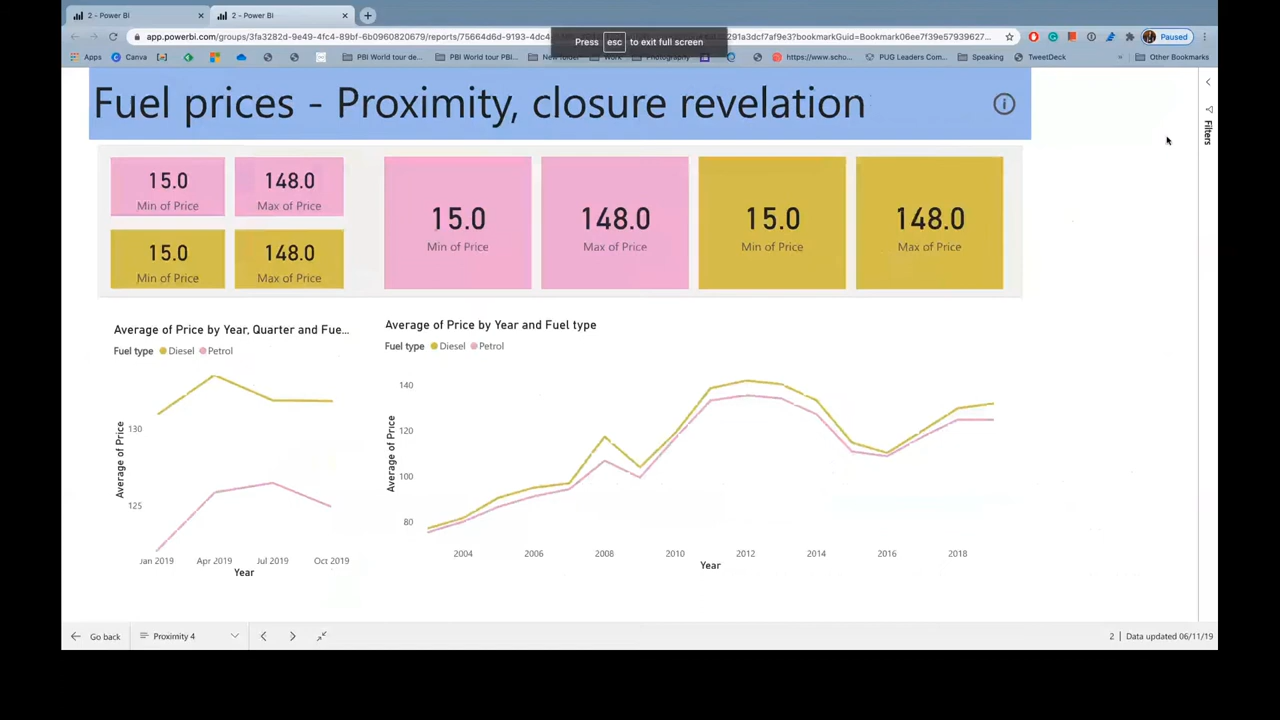 2 - Power BI
2 - Power BI
Press esc to exit full screen
Paused
Apps
Canva
PBI World tour de...
PBI World tour PBI...
New folder
Work
Photography
https://www.scho...
PUG Leaders Com...
Speaking
TweetDeck
»
Other Bookmarks
Fuel prices - Proximity, closure revelation
Filters
15.0
Min of Price
148.0
Max of Price
15.0
Min of Price
148.0
Max of Price
15.0
Min of Price
148.0
Max of Price
15.0
Min of Price
148.0
Max of Price
Average of Price by Year, Quarter and Fue...
Fuel type Diesel Petrol
Average of Price
130
125
Jan 2019 Apr 2019 Jul 2019 Oct 2019
Year
Average of Price by Year and Fuel type
Fuel type Diesel Petrol
Average of Price
140
120
100
80
2004 2006 2008 2010 2012 2014 2016 2018
Year
Go back
Proximity 4
2 | Data updated 06/11/19